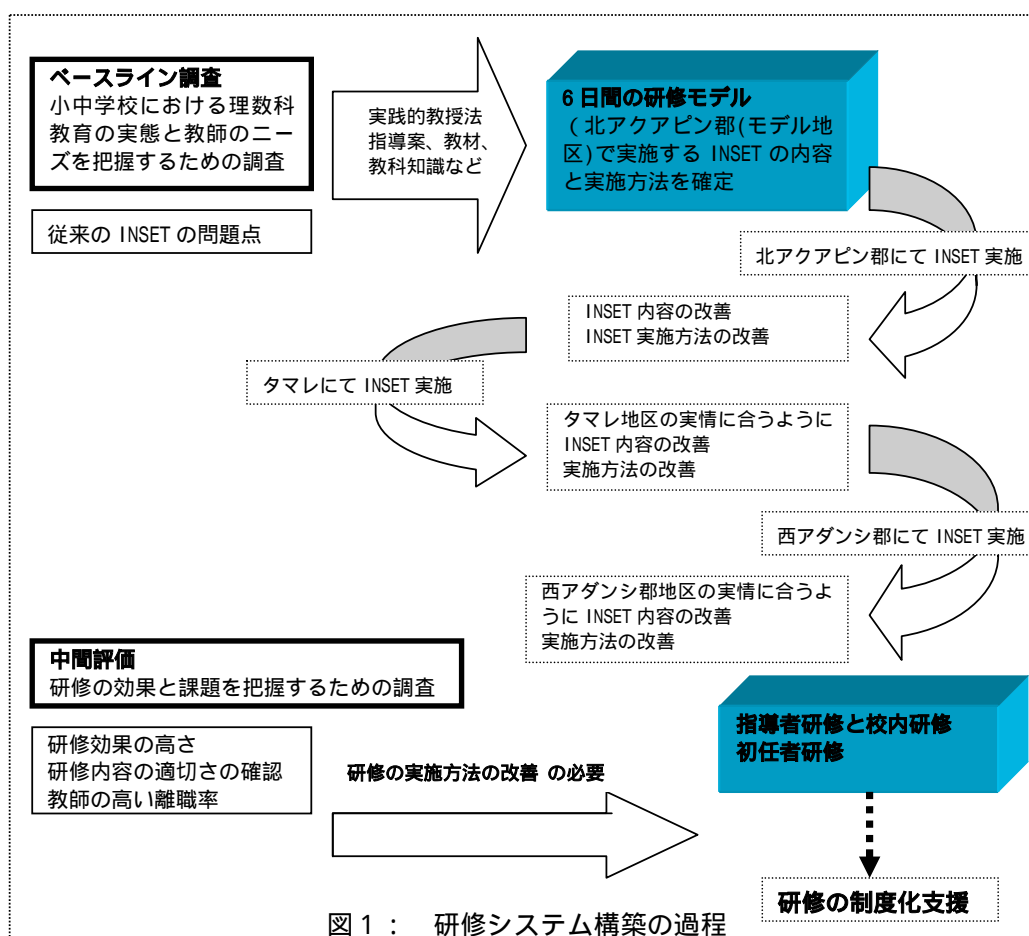 ベースライン調査
小中学校における理数科
教育の実態と教師のニー
ズを把握するための調査
従来の INSET の問題点
実践的教授法
指導案、教材、
教科知識など
6 日間の研修モデル
（北アクアピン郡(モデル地
区)で実施する INSET の内容
と実施方法を確定
北アクアピン郡にて INSET 実施
INSET 内容の改善
INSET 実施方法の改善
タマレにて INSET 実施
タマレ地区の実情に合うように
INSET 内容の改善
実施方法の改善
西アダンシ郡にて INSET 実施
西アダンシ郡地区の実情に合うよ
うに INSET 内容の改善
実施方法の改善
中間評価
研修の効果と課題を把握するための調査
研修効果の高さ
研修内容の適切さの確認
教師の高い離職率
研修の実施方法の改善 の必要
指導者研修と校内研修
初任者研修
研修の制度化支援
図１： 研修システム構築の過程